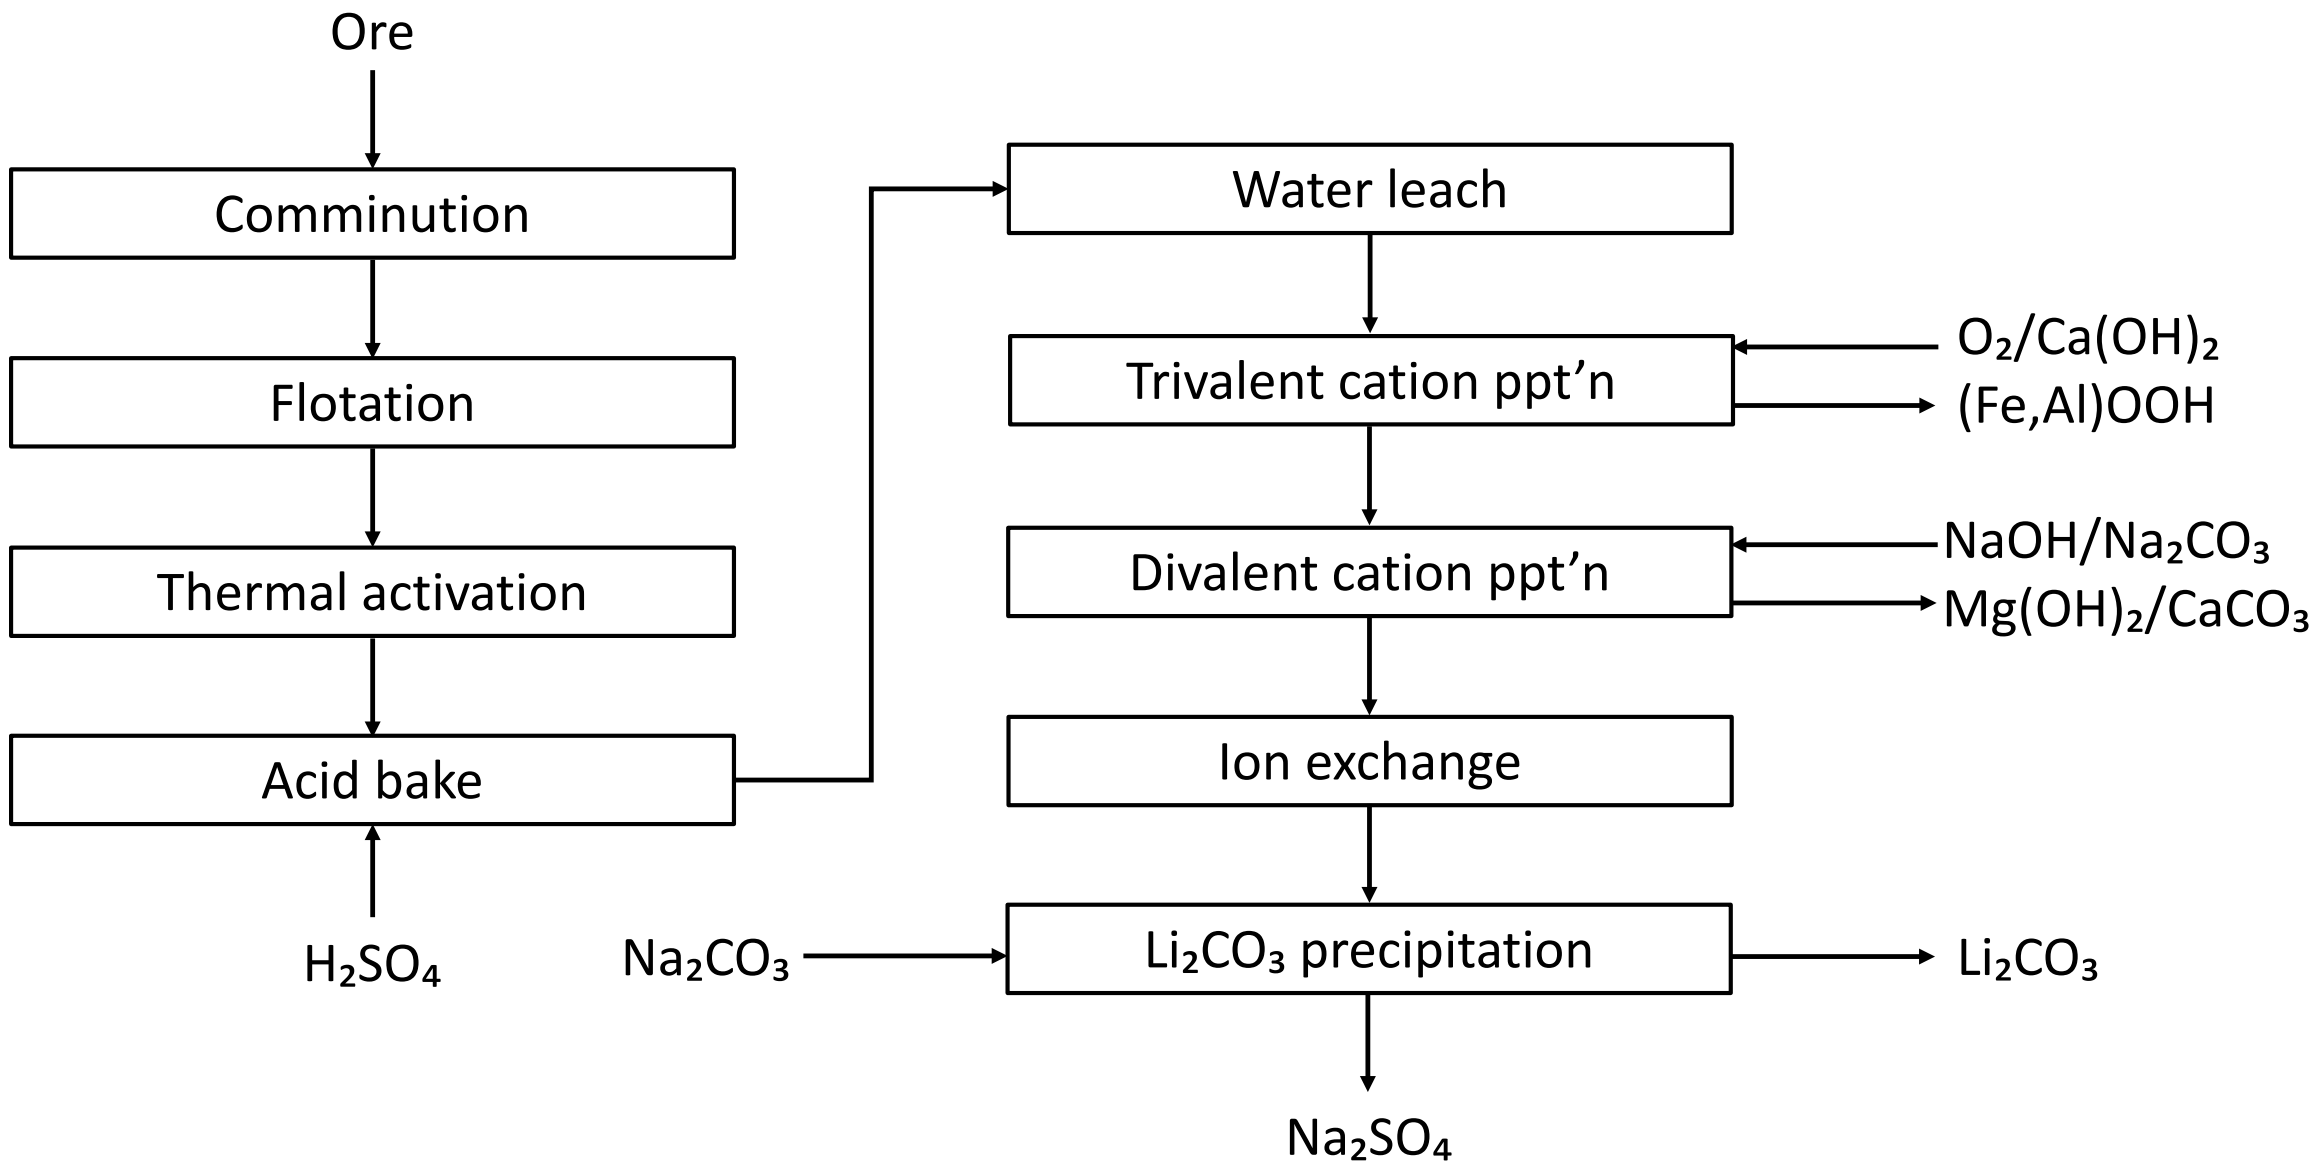 Ore
Comminution
Flotation
Thermal activation
Acid bake
H₂SO₄
Water leach
Trivalent cation ppt’n
O₂/Ca(OH)₂
(Fe,Al)OOH
Divalent cation ppt’n
NaOH/Na₂CO₃
Mg(OH)₂/CaCO₃
Ion exchange
Na₂CO₃
Li₂CO₃ precipitation
Li₂CO₃
Na₂SO₄